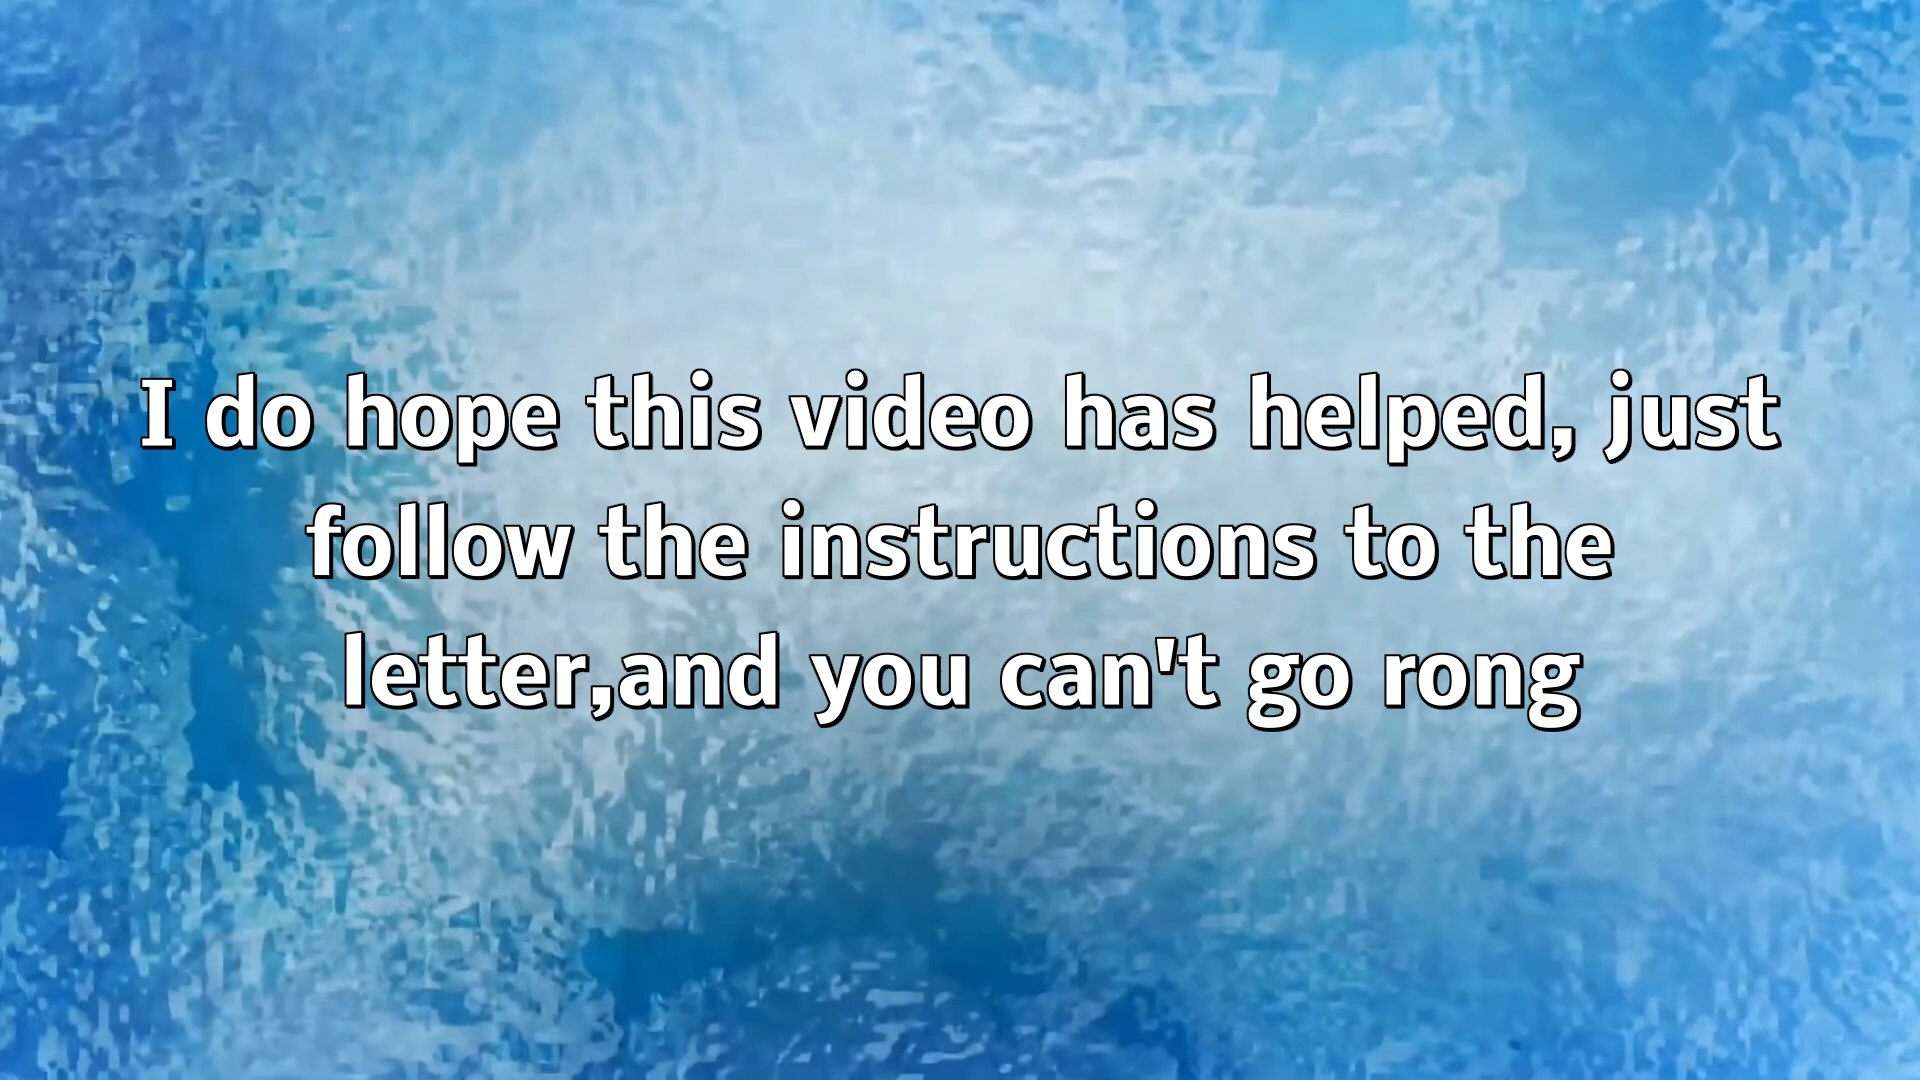 I do hope this video has helped, just
follow the instructions to the
letter,and you can't go rong